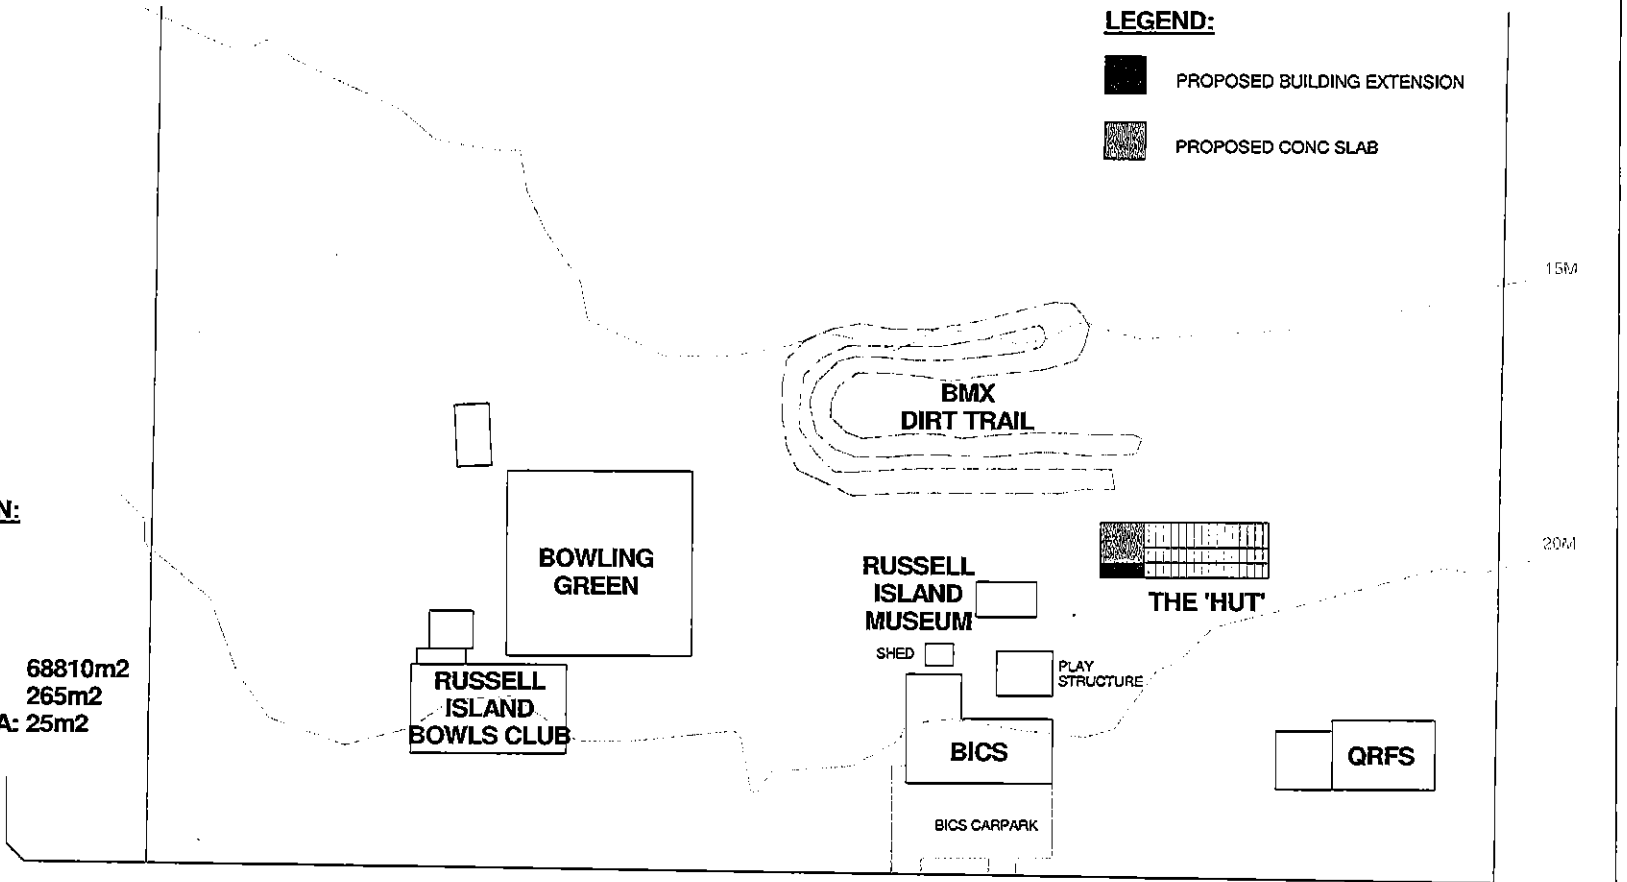 LEGEND:
PROPOSED BUILDING EXTENSION
PROPOSED CONC SLAB
15M
BMX
DIRT TRAIL
N:
20M
BOWLING
GREEN
RUSSELL
ISLAND
MUSEUM
THE 'HUT'
SHED
PLAY
STRUCTURE
68810m2
265m2
A: 25m2
RUSSELL
ISLAND
BOWLS CLUB
BICS
QRFS
BICS CARPARK